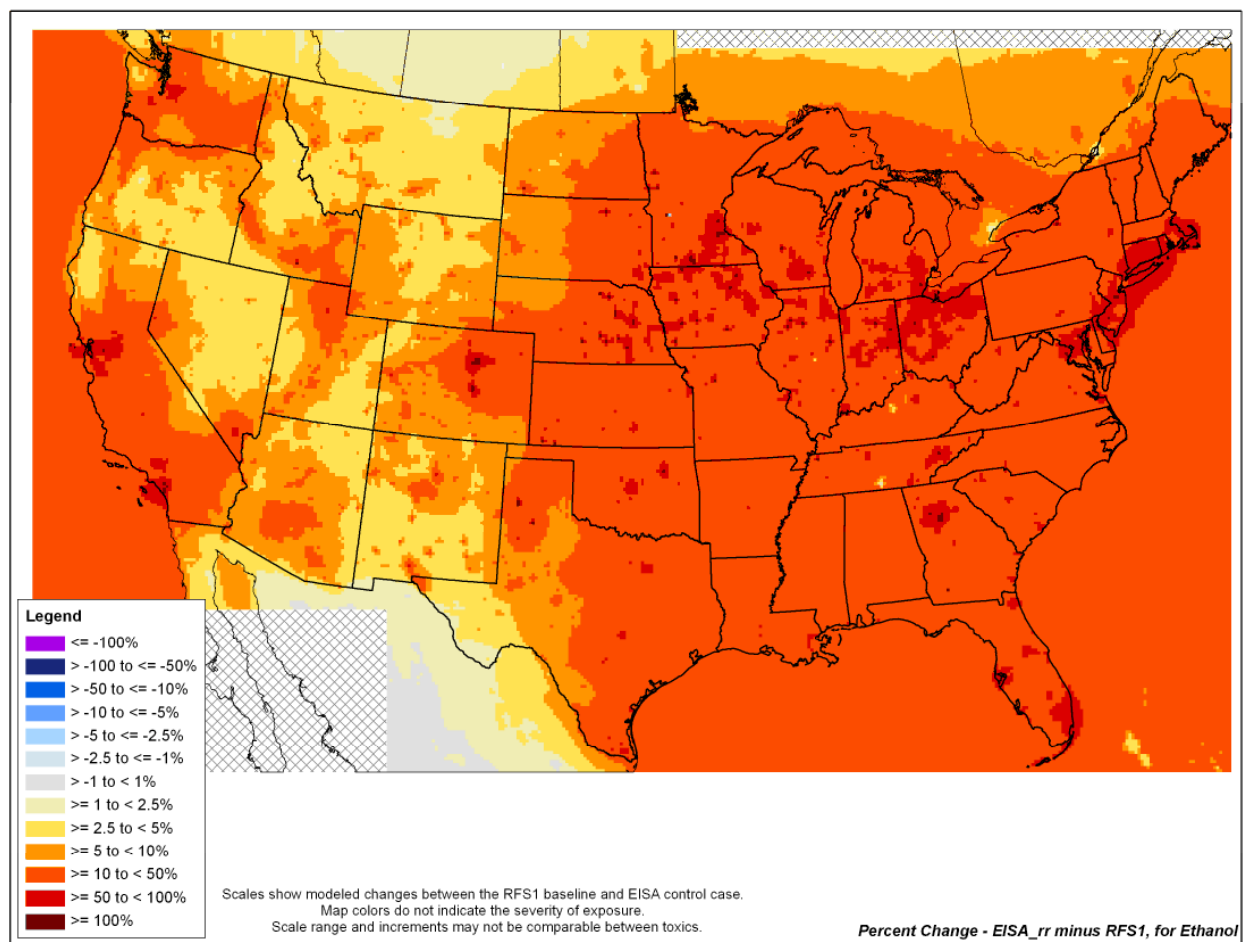 Legend
<= -100%
> -100 to <= -50%
> -50 to <= -10%
> -10 to <= -5%
> -5 to <= -2.5%
> -2.5 to <= -1%
> -1 to < 1%
>= 1 to < 2.5%
>= 2.5 to < 5%
>= 5 to < 10%
>= 10 to < 50%
>= 50 to < 100%
>= 100%
Scales show modeled changes between the RFS1 baseline and EISA control case.
Map colors do not indicate the severity of exposure.
Scale range and increments may not be comparable between toxics.
Percent Change - EISA_rr minus RFS1, for Ethanol